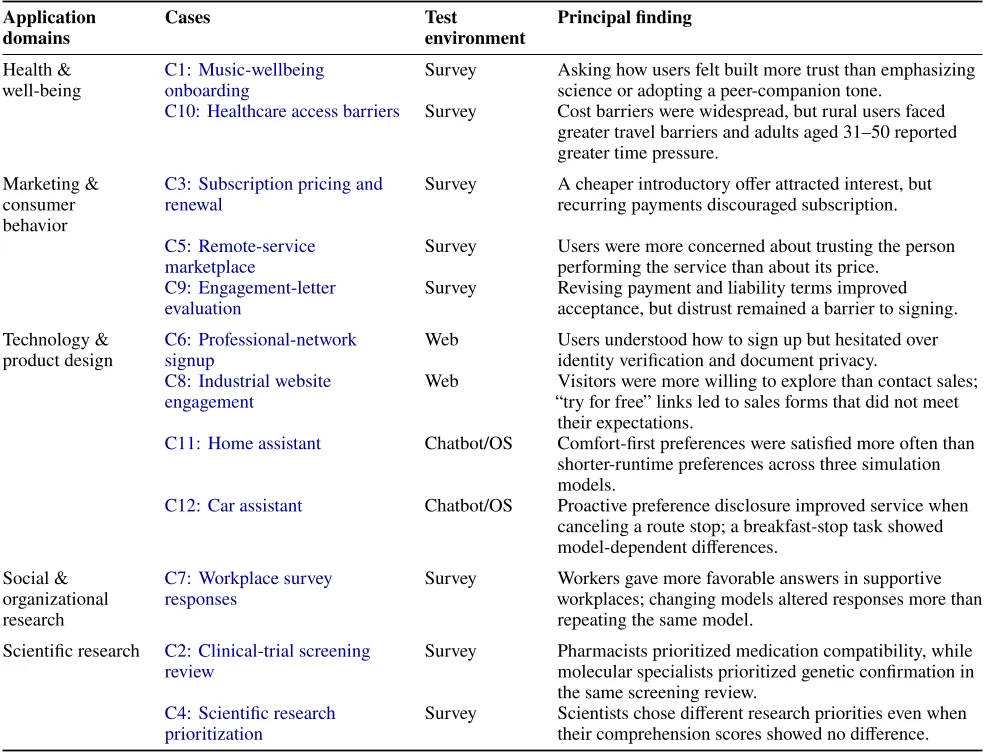 Application domains | Cases | Test environment | Principal finding
Health & well-being | C1: Music-wellbeing onboarding | Survey | Asking how users felt built more trust than emphasizing science or adopting a peer-companion tone.
C10: Healthcare access barriers | Survey | Cost barriers were widespread, but rural users faced greater travel barriers and adults aged 31–50 reported greater time pressure.
Marketing & consumer behavior | C3: Subscription pricing and renewal | Survey | A cheaper introductory offer attracted interest, but recurring payments discouraged subscription.
C5: Remote-service marketplace | Survey | Users were more concerned about trusting the person performing the service than about its price.
C9: Engagement-letter evaluation | Survey | Revising payment and liability terms improved acceptance, but distrust remained a barrier to signing.
Technology & product design | C6: Professional-network signup | Web | Users understood how to sign up but hesitated over identity verification and document privacy.
C8: Industrial website engagement | Web | Visitors were more willing to explore than contact sales; “try for free” links led to sales forms that did not meet their expectations.
C11: Home assistant | Chatbot/OS | Comfort-first preferences were satisfied more often than shorter-runtime preferences across three simulation models.
C12: Car assistant | Chatbot/OS | Proactive preference disclosure improved service when canceling a route stop; a breakfast-stop task showed model-dependent differences.
Social & organizational research | C7: Workplace survey responses | Survey | Workers gave more favorable answers in supportive workplaces; changing models altered responses more than repeating the same model.
Scientific research | C2: Clinical-trial screening review | Survey | Pharmacists prioritized medication compatibility, while molecular specialists prioritized genetic confirmation in the same screening review.
C4: Scientific research prioritization | Survey | Scientists chose different research priorities even when their comprehension scores showed no difference.